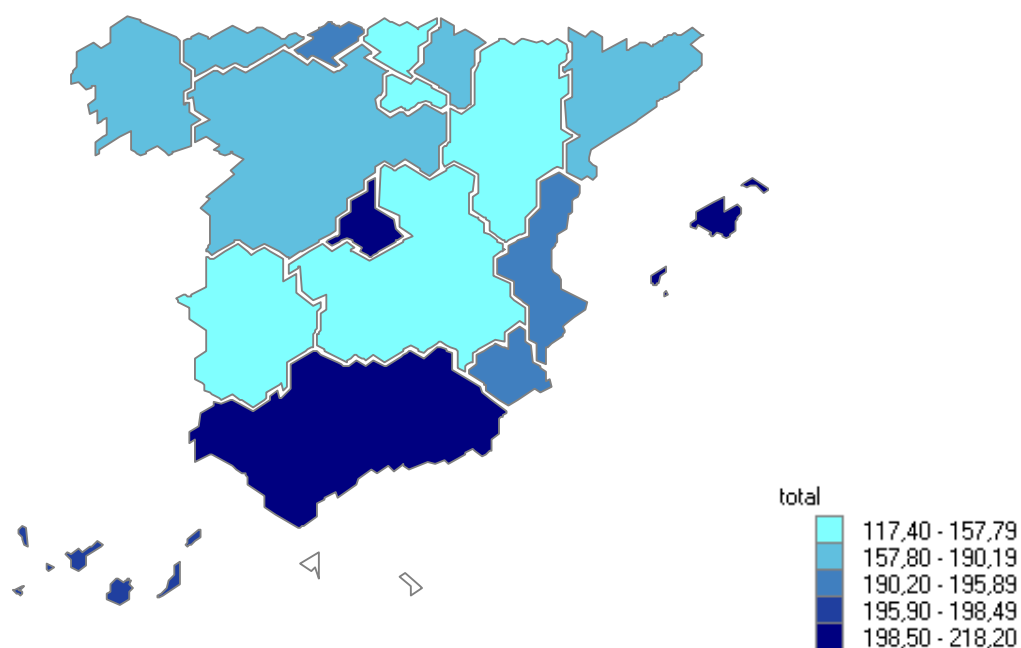 total
117,40 - 157,79
157,80 - 190,19
190,20 - 195,89
195,90 - 198,49
198,50 - 218,20